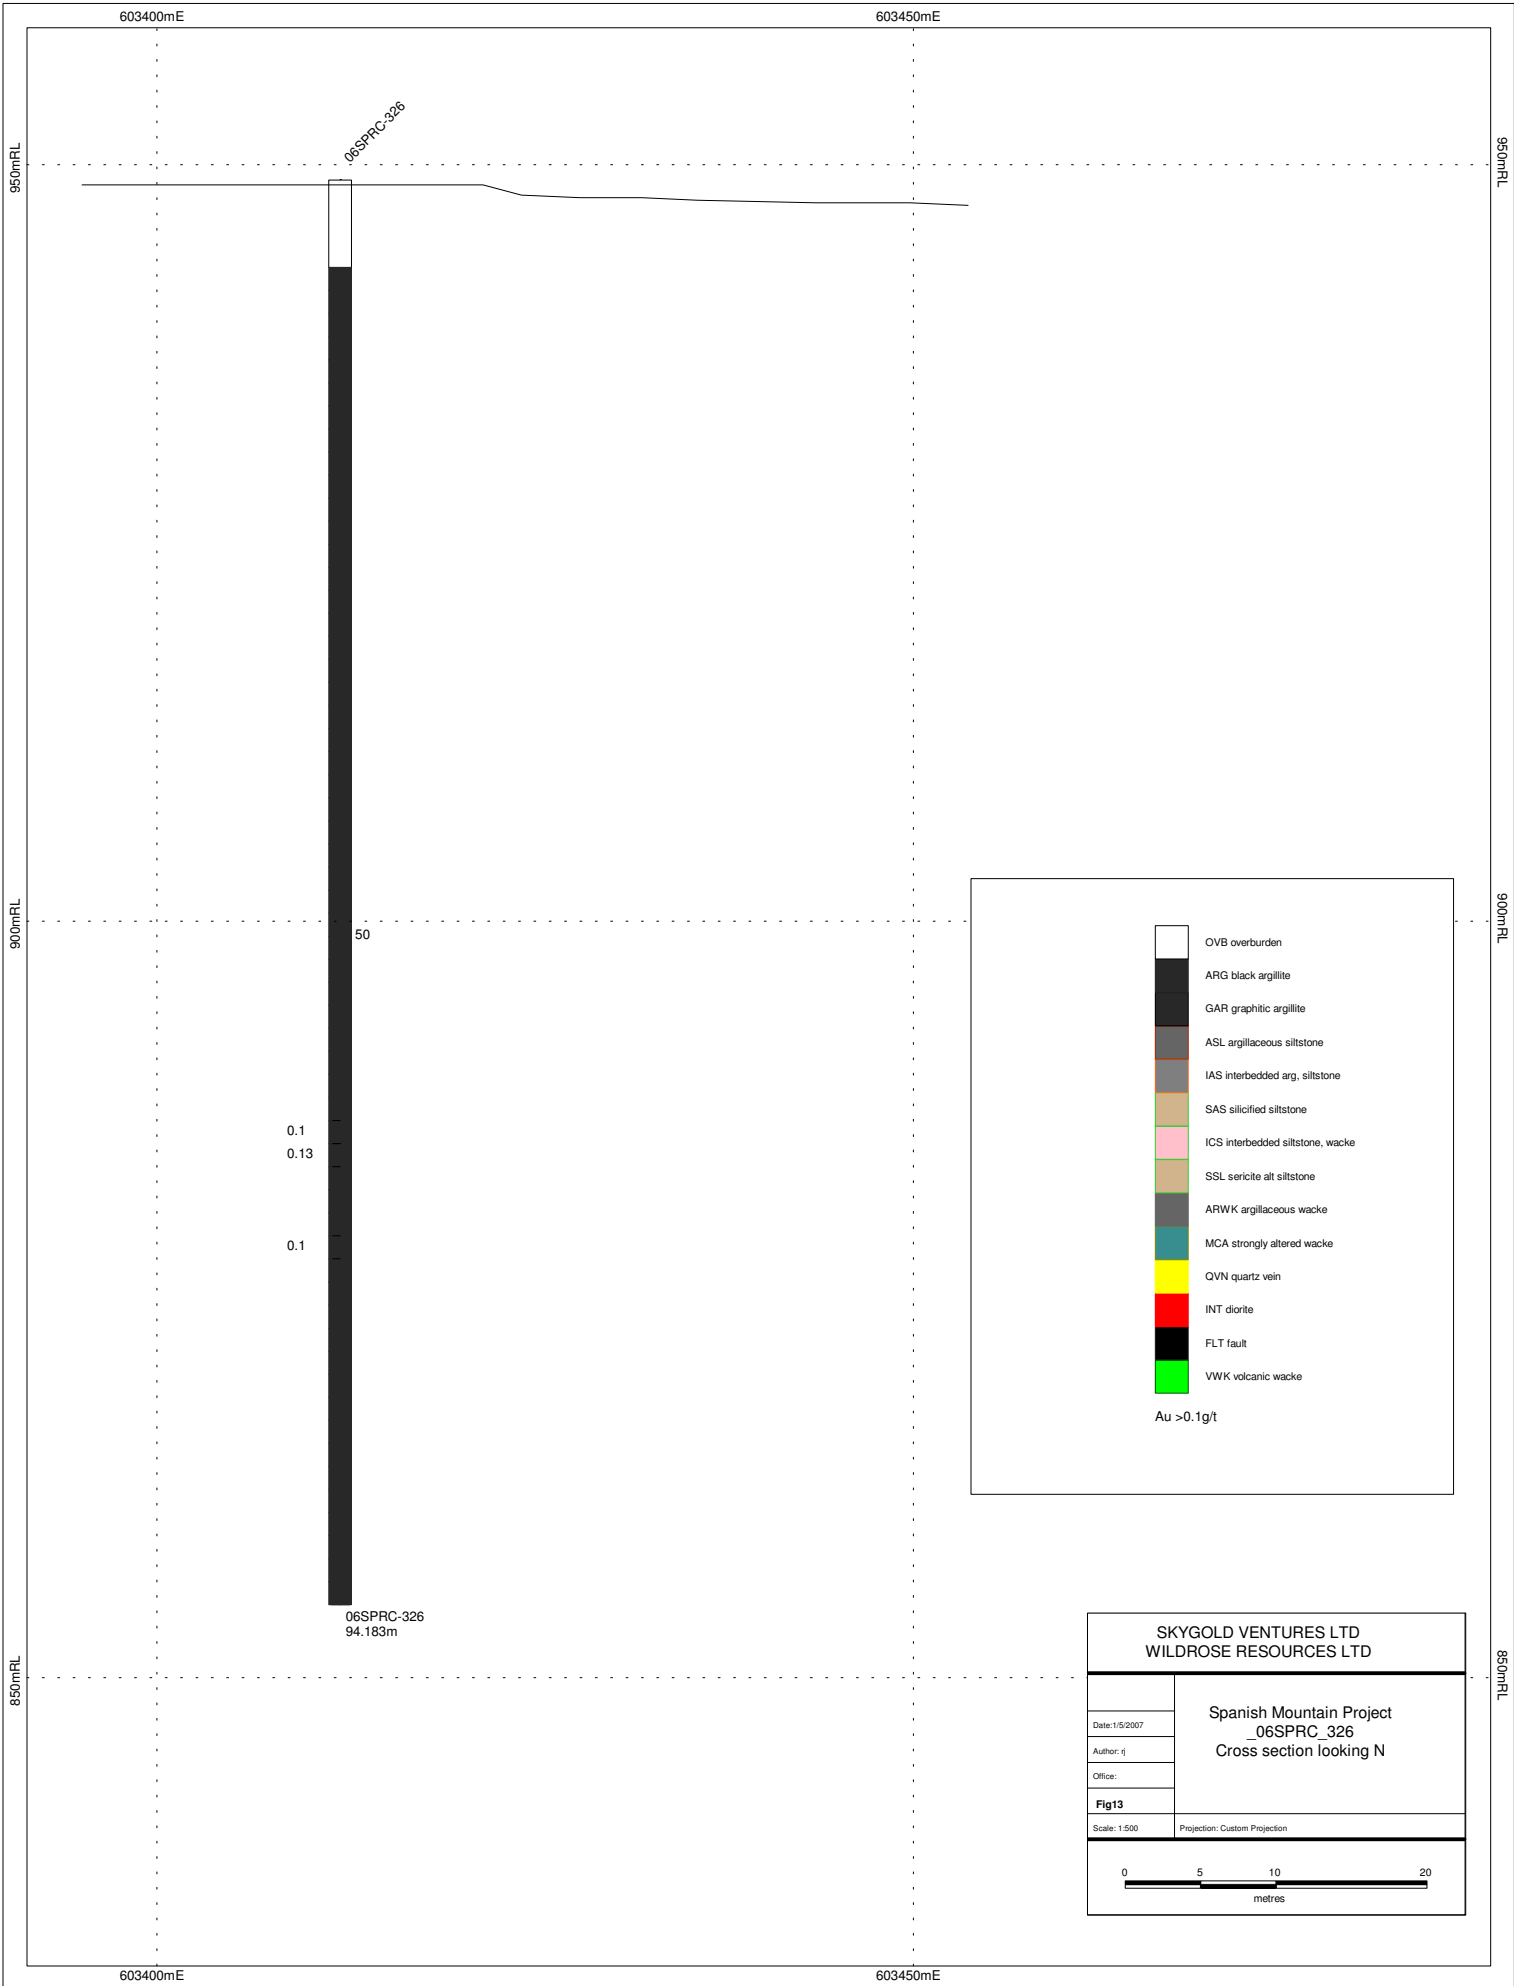 603400mE
603450mE
06SPRC-326
950mRL
950mRL
900mRL
900mRL
50
0.1
0.13
0.1
OVB overburden
ARG black argillite
GAR graphitic argillite
ASL argillaceous siltstone
IAS interbedded arg, siltstone
SAS silicified siltstone
ICS interbedded siltstone, wacke
SSL sericite alt siltstone
ARWK argillaceous wacke
MCA strongly altered wacke
QVN quartz vein
INT diorite
FLT fault
VWK volcanic wacke
Au >0.1g/t
06SPRC-326
94.183m
850mRL
850mRL
SKYGOLD VENTURES LTD
WILDROSE RESOURCES LTD
Spanish Mountain Project
_06SPRC_326
Cross section looking N
Date:1/5/2007
Author: rj
Office:
Fig13
Scale: 1:500
Projection: Custom Projection
0 5 10 20
metres
603400mE
603450mE